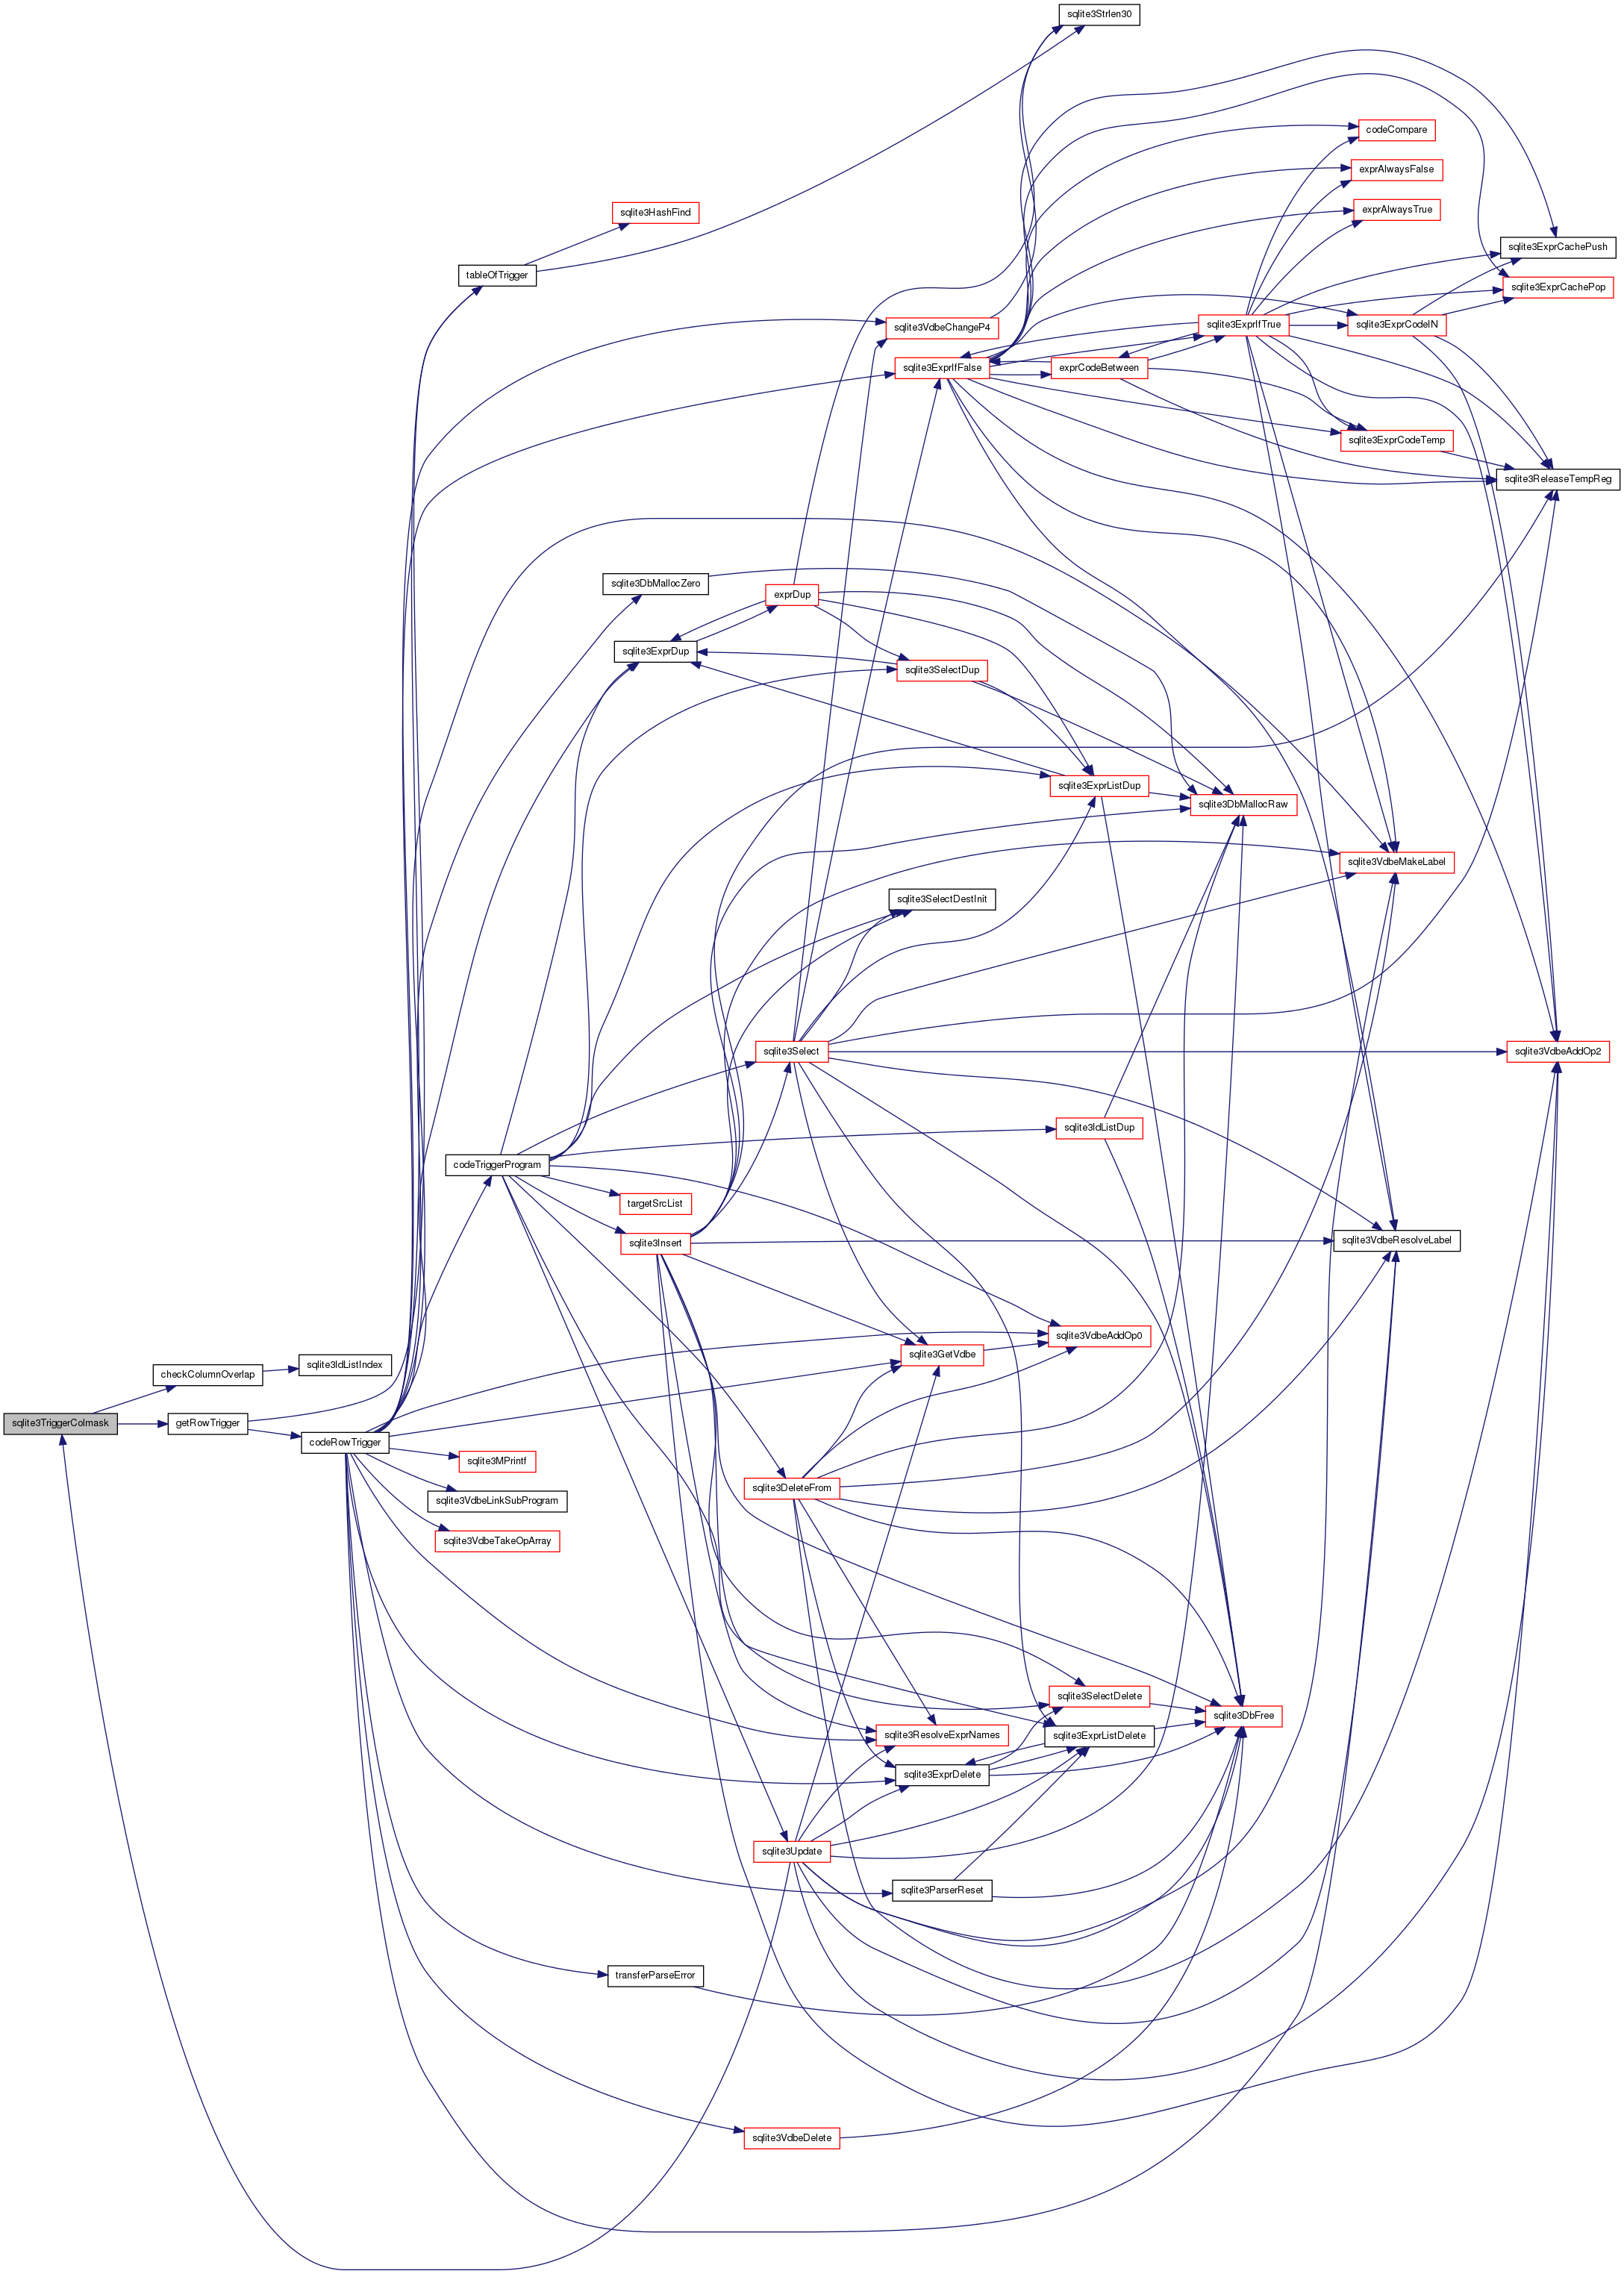 sqlite3Strlen30
codeCompare
exprAlwaysFalse
exprAlwaysTrue
sqlite3HashFind
sqlite3ExprCachePush
tableOfTrigger
sqlite3ExprCachePop
sqlite3VdbeChangeP4
sqlite3ExprIfTrue
sqlite3ExprCodeIN
sqlite3ExprIfFalse
exprCodeBetween
sqlite3ExprCodeTemp
sqlite3ReleaseTempReg
sqlite3DbMallocZero
exprDup
sqlite3ExprDup
sqlite3SelectDup
sqlite3ExprListDup
sqlite3DbMallocRaw
sqlite3VdbeMakeLabel
sqlite3SelectDestInit
sqlite3Select
sqlite3VdbeAddOp2
sqlite3IdListDup
codeTriggerProgram
targetSrcList
sqlite3Insert
sqlite3VdbeResolveLabel
sqlite3VdbeAddOp0
sqlite3GetVdbe
sqlite3IdListIndex
checkColumnOverlap
sqlite3TriggerColmask
getRowTrigger
codeRowTrigger
sqlite3MPrintf
sqlite3DeleteFrom
sqlite3VdbeLinkSubProgram
sqlite3VdbeTakeOpArray
sqlite3SelectDelete
sqlite3DbFree
sqlite3ResolveExprNames
sqlite3ExprListDelete
sqlite3ExprDelete
sqlite3Update
sqlite3ParserReset
transferParseError
sqlite3VdbeDelete